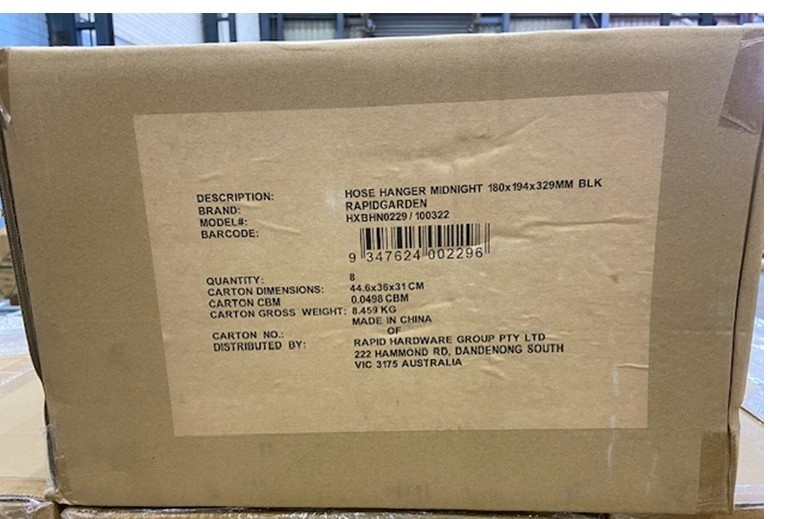 DESCRIPTION: HOSE HANGER MIDNIGHT 180x194x329MM BLK
BRAND: RAPIDGARDEN
MODEL#: HXBHN0229 / 100322
BARCODE:
9 347624 002296
QUANTITY: 8
CARTON DIMENSIONS: 44.6x36x31CM
CARTON CBM 0.0498 CBM
CARTON GROSS WEIGHT: 8.459 KG
MADE IN CHINA
CARTON NO.: OF
DISTRIBUTED BY: RAPID HARDWARE GROUP PTY LTD
222 HAMMOND RD, DANDENONG SOUTH
VIC 3175 AUSTRALIA